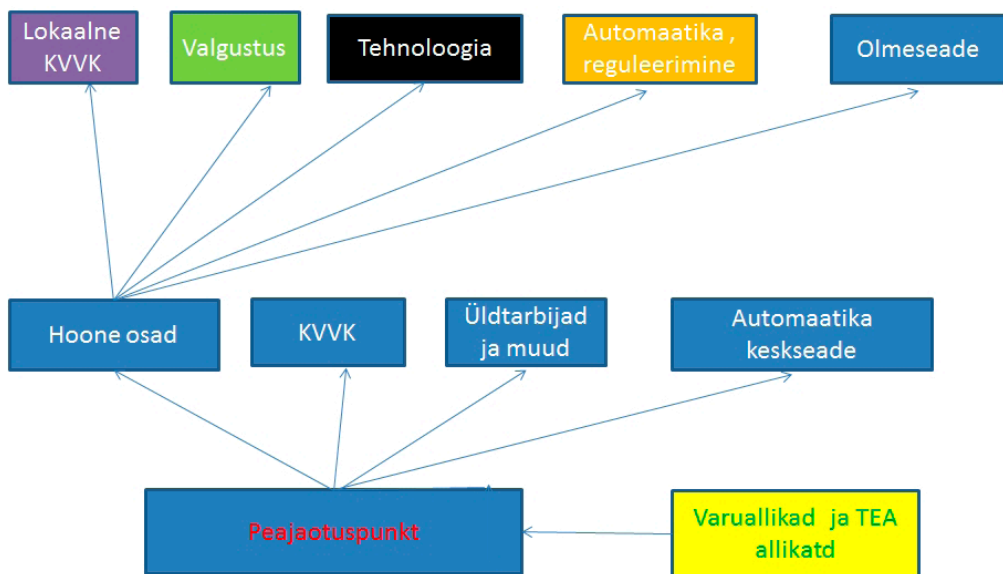 Lokaalne
KVVK
Valgustus
Tehnoloogia
Automaatika ,
reguleerimine
Olmeseade
Hoone osad
KVVK
Üldtarbijad
ja muud
Automaatika
keskseade
Peajaotuspunkt
Varuallikad ja TEA
allikatd